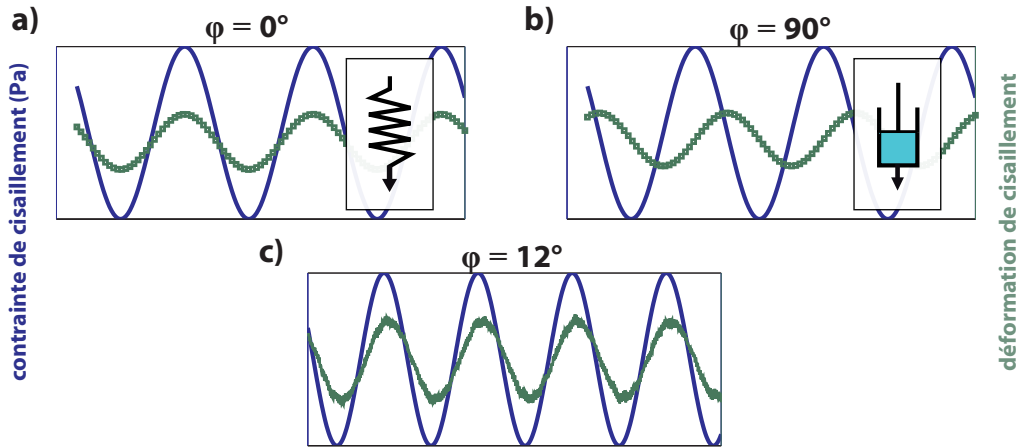 a)
φ = 0°
b)
φ = 90°
contrainte de cisaillement (Pa)
déformation de cisaillement
c)
φ = 12°